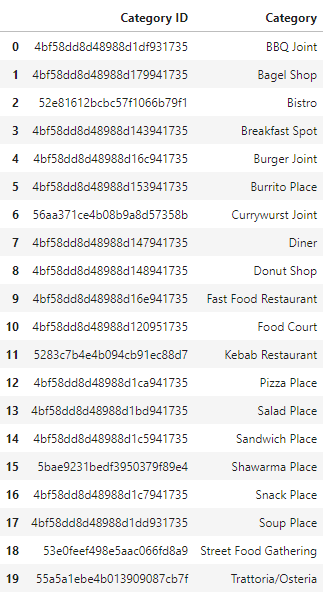 Category ID Category
0 4bf58dd8d48988d1df931735 BBQ Joint
1 4bf58dd8d48988d179941735 Bagel Shop
2 52e81612bcbc57f1066b79f1 Bistro
3 4bf58dd8d48988d143941735 Breakfast Spot
4 4bf58dd8d48988d16c941735 Burger Joint
5 4bf58dd8d48988d153941735 Burrito Place
6 56aa371ce4b08b9a8d57358b Currywurst Joint
7 4bf58dd8d48988d147941735 Diner
8 4bf58dd8d48988d148941735 Donut Shop
9 4bf58dd8d48988d16e941735 Fast Food Restaurant
10 4bf58dd8d48988d120951735 Food Court
11 5283c7b4e4b094cb91ec88d7 Kebab Restaurant
12 4bf58dd8d48988d1ca941735 Pizza Place
13 4bf58dd8d48988d1bd941735 Salad Place
14 4bf58dd8d48988d1c5941735 Sandwich Place
15 5bae9231bedf3950379f89e4 Shawarma Place
16 4bf58dd8d48988d1c7941735 Snack Place
17 4bf58dd8d48988d1dd931735 Soup Place
18 53e0feef498e5aac066fd8a9 Street Food Gathering
19 55a5a1ebe4b013909087cb7f Trattoria/Osteria